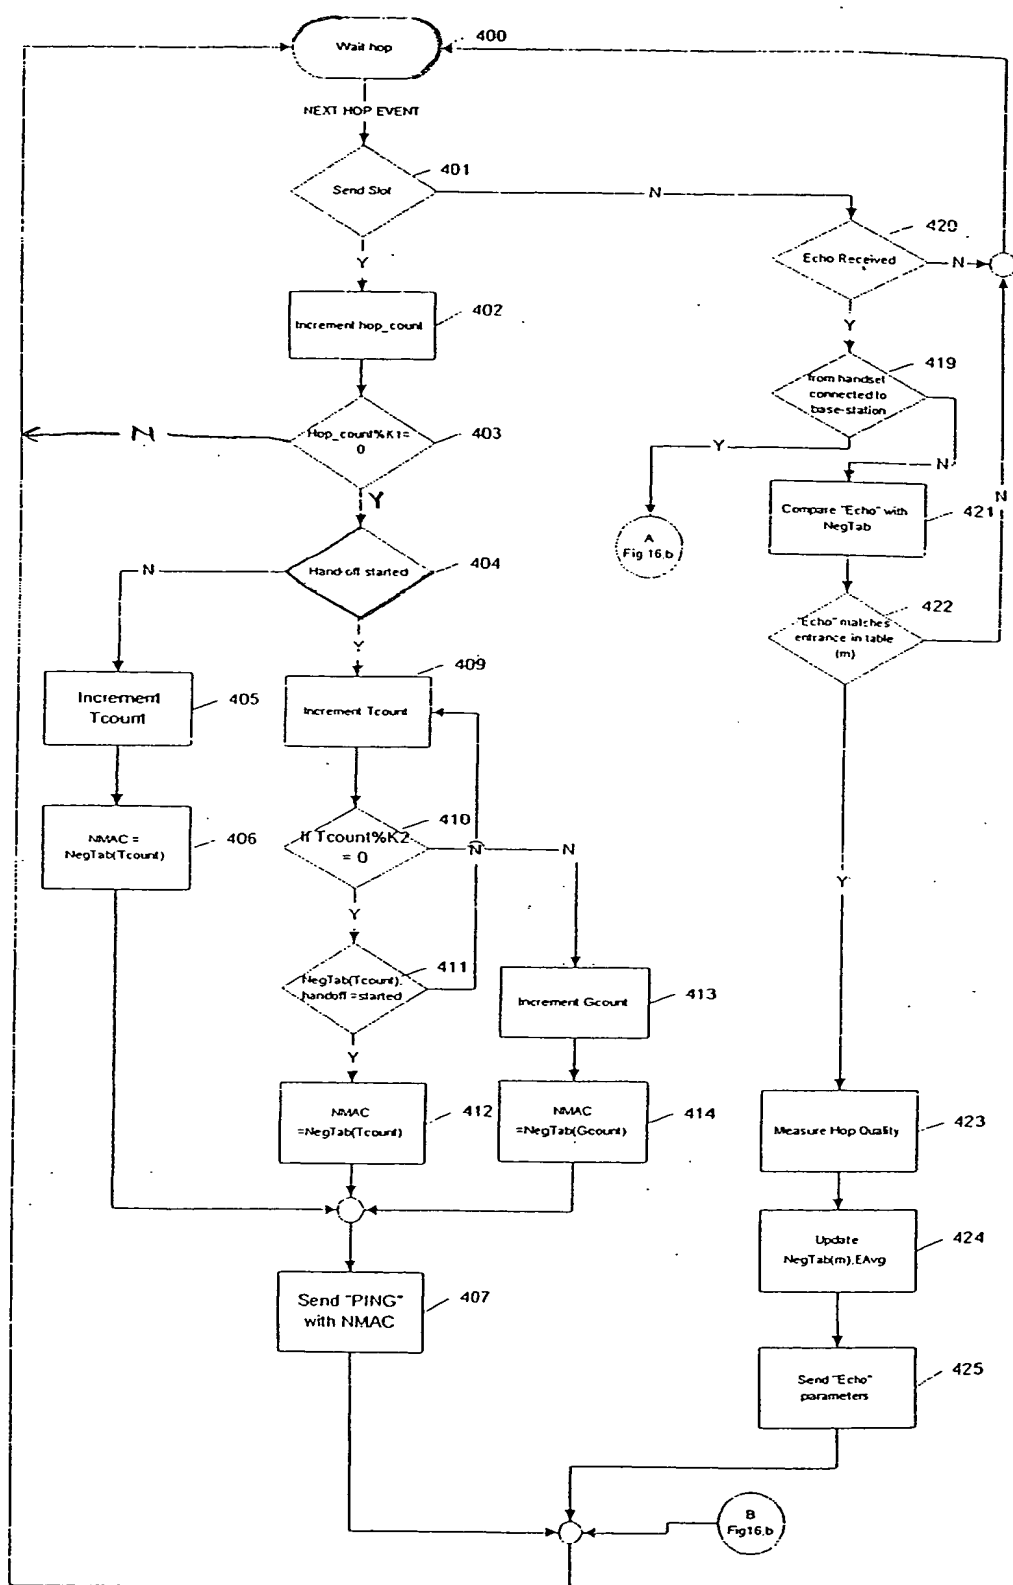 Wait hop
400
NEXT HOP EVENT
401
Send Slot
N
420
Echo Received
N
Y
Y
402
Increment hop_count
419
from handset
connected to
base-station
Y
N
N
Hop_count%K1=
0
403
N
Y
Compare "Echo" with
NegTab
421
A
Fig 16,b
Hand-off started
404
N
422
"Echo" matches
entrance in table
(m)
Y
409
Increment
Tcount
405
Increment Tcount
NMAC =
NegTab(Tcount)
406
If Tcount%K2
= 0
410
N
N
Y
Y
NegTab(Tcount).
handoff=started
411
Increment Gcount
413
Y
NMAC
=NegTab(Tcount)
412
NMAC
=NegTab(Gcount)
414
Measure Hop Quality
423
Update
NegTab(m),EAvg
424
Send "PING"
with NMAC
407
Send "Echo"
parameters
425
B
Fig16,b